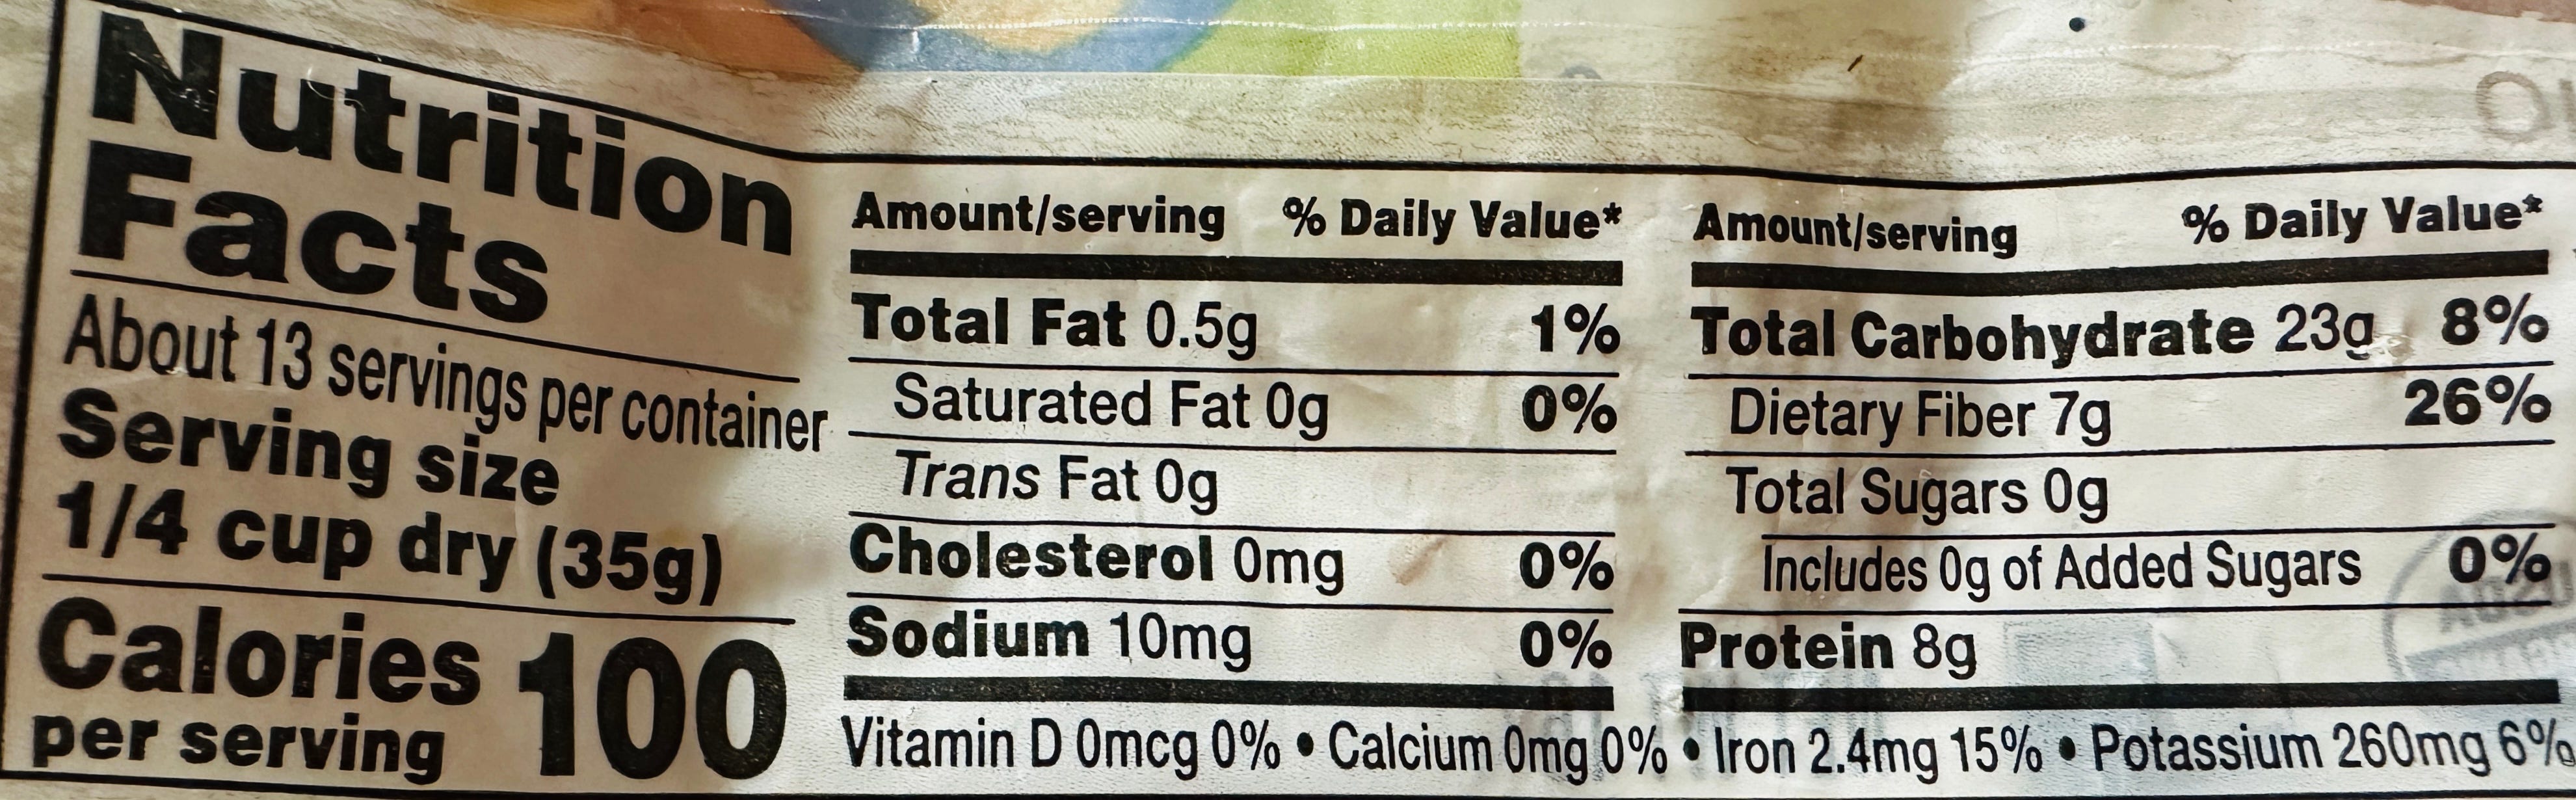 Nutrition
Facts
About 13 servings per container
Serving size
1/4 cup dry (35g)
Calories
per serving
100
Amount/serving % Daily Value*
Total Fat 0.5g 1%
Saturated Fat 0g 0%
Trans Fat 0g
Cholesterol 0mg 0%
Sodium 10mg 0%
Amount/serving % Daily Value*
Total Carbohydrate 23g 8%
Dietary Fiber 7g 26%
Total Sugars 0g
Includes 0g of Added Sugars 0%
Protein 8g
Vitamin D 0mcg 0% • Calcium 0mg 0% • Iron 2.4mg 15% • Potassium 260mg 6%